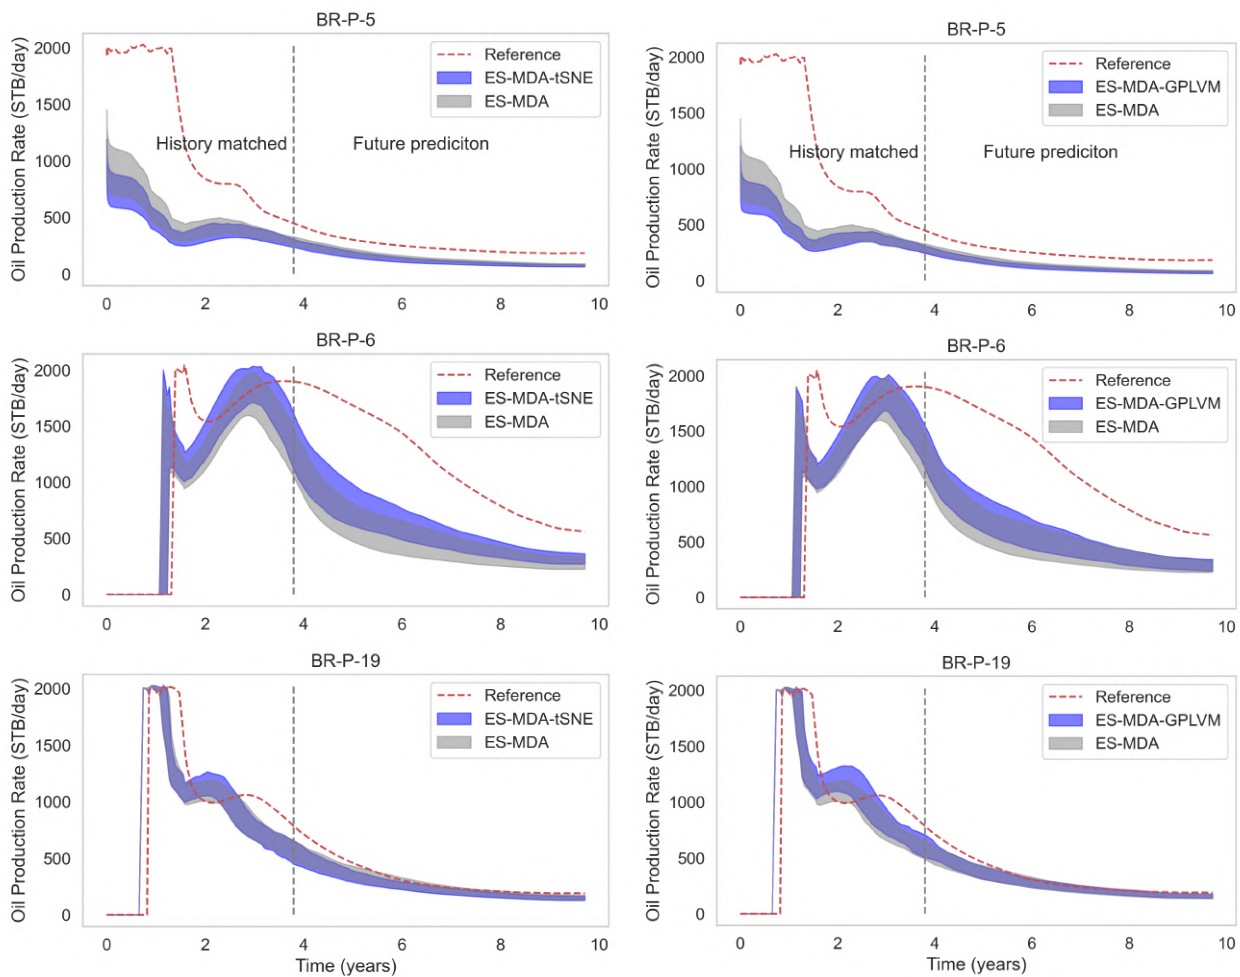 BR-P-5
Oil Production Rate (STB/day)
2000
1500
1000
500
0
Reference
ES-MDA-tSNE
ES-MDA
History matched
Future prediciton
0 2 4 6 8 10
BR-P-5
Oil Production Rate (STB/day)
2000
1500
1000
500
0
Reference
ES-MDA-GPLVM
ES-MDA
History matched
Future prediciton
0 2 4 6 8 10
BR-P-6
Oil Production Rate (STB/day)
2000
1500
1000
500
0
Reference
ES-MDA-tSNE
ES-MDA
0 2 4 6 8 10
BR-P-6
Oil Production Rate (STB/day)
2000
1500
1000
500
0
Reference
ES-MDA-GPLVM
ES-MDA
0 2 4 6 8 10
BR-P-19
Oil Production Rate (STB/day)
2000
1500
1000
500
0
Reference
ES-MDA-tSNE
ES-MDA
0 2 4 6 8 10
Time (years)
BR-P-19
Oil Production Rate (STB/day)
2000
1500
1000
500
0
Reference
ES-MDA-GPLVM
ES-MDA
0 2 4 6 8 10
Time (years)